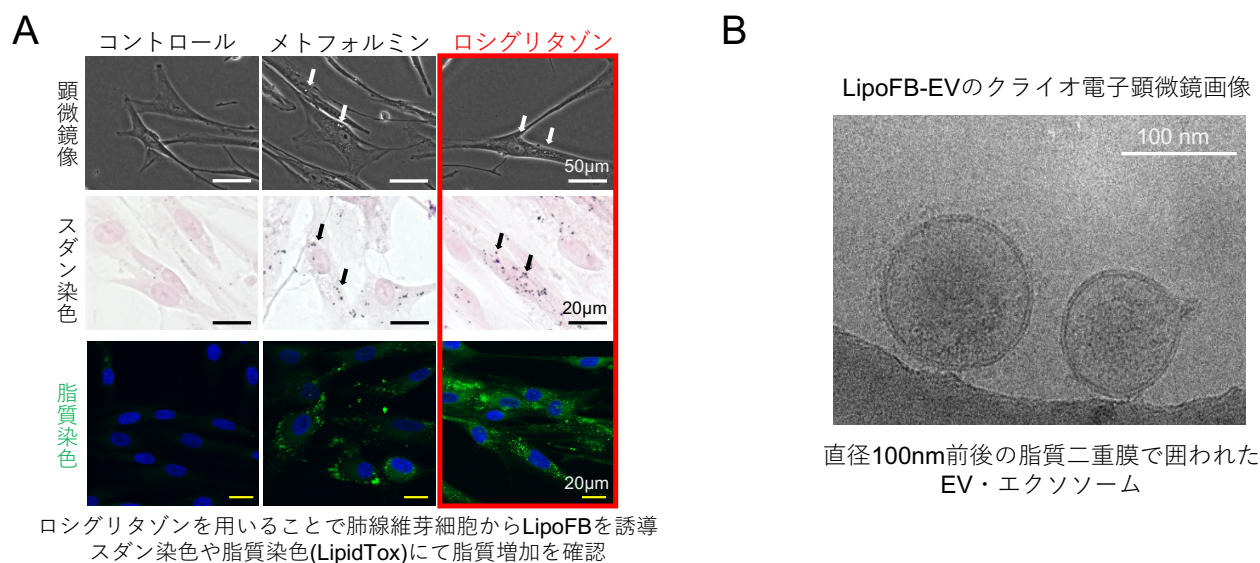 A
コントロール
メトフォルミン
ロシグリタゾン
顕微鏡像
50μm
スダン染色
20μm
脂質染色
20μm
ロシグリタゾンを用いることで肺線維芽細胞からLipoFBを誘導
スダン染色や脂質染色(LipidTox)にて脂質増加を確認
B
LipoFB-EVのクライオ電子顕微鏡画像
100 nm
直径100nm前後の脂質二重膜で囲われた
EV・エクソソーム